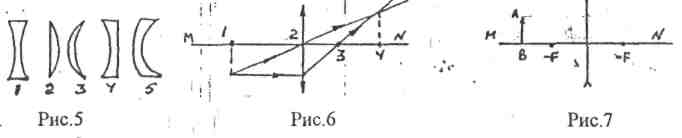 1 2 3 4 5
Рис.5
M 1 2 3 4 N
Рис.6
M A B -F -F N
Рис.7